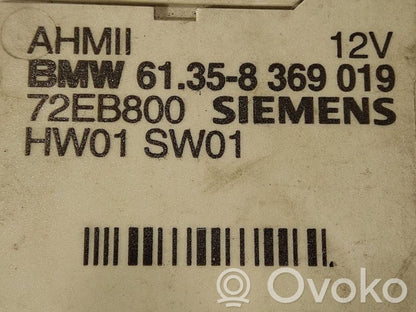 AHMII 12V
BMW 61.35-8 369 019
72EB800 SIEMENS
HW01 SW01
Ovoko